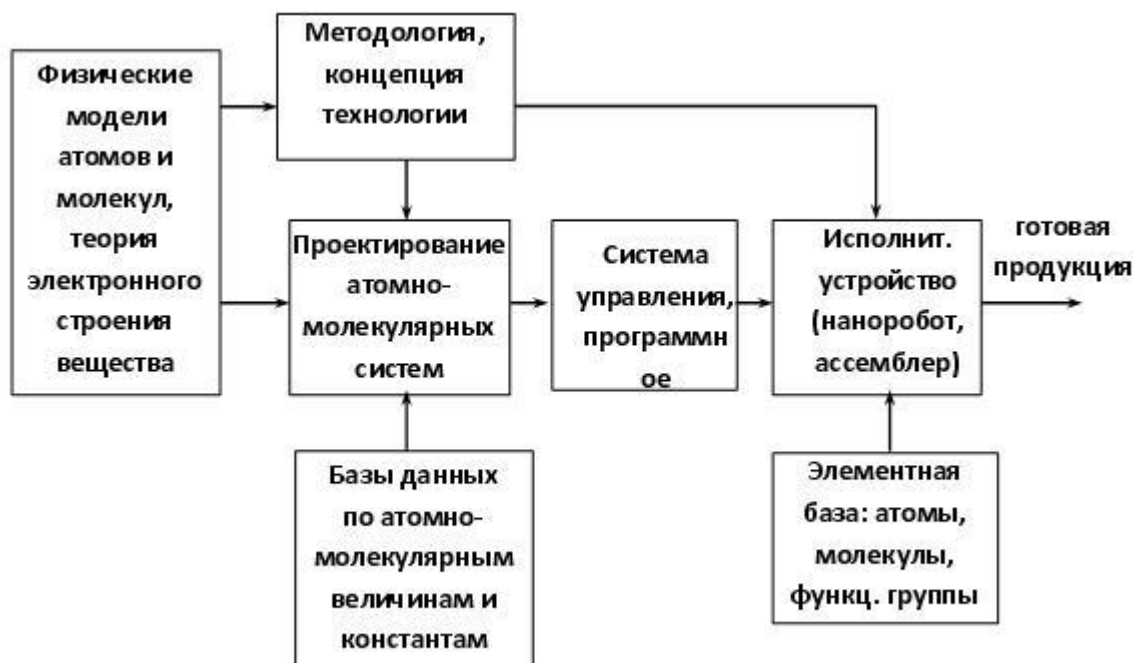 Физические
модели
атомов и
молекул,
теория
электронного
строения
вещества
Методология,
концепция
технологии
Проектирование
атомно-
молекулярных
систем
Базы данных
по атомно-
молекулярным
величинам и
константам
Система
управления,
программн
ое
Исполнит.
устройство
(наноробот,
ассемблер)
Элементная
база: атомы,
молекулы,
функц. группы
готовая
продукция